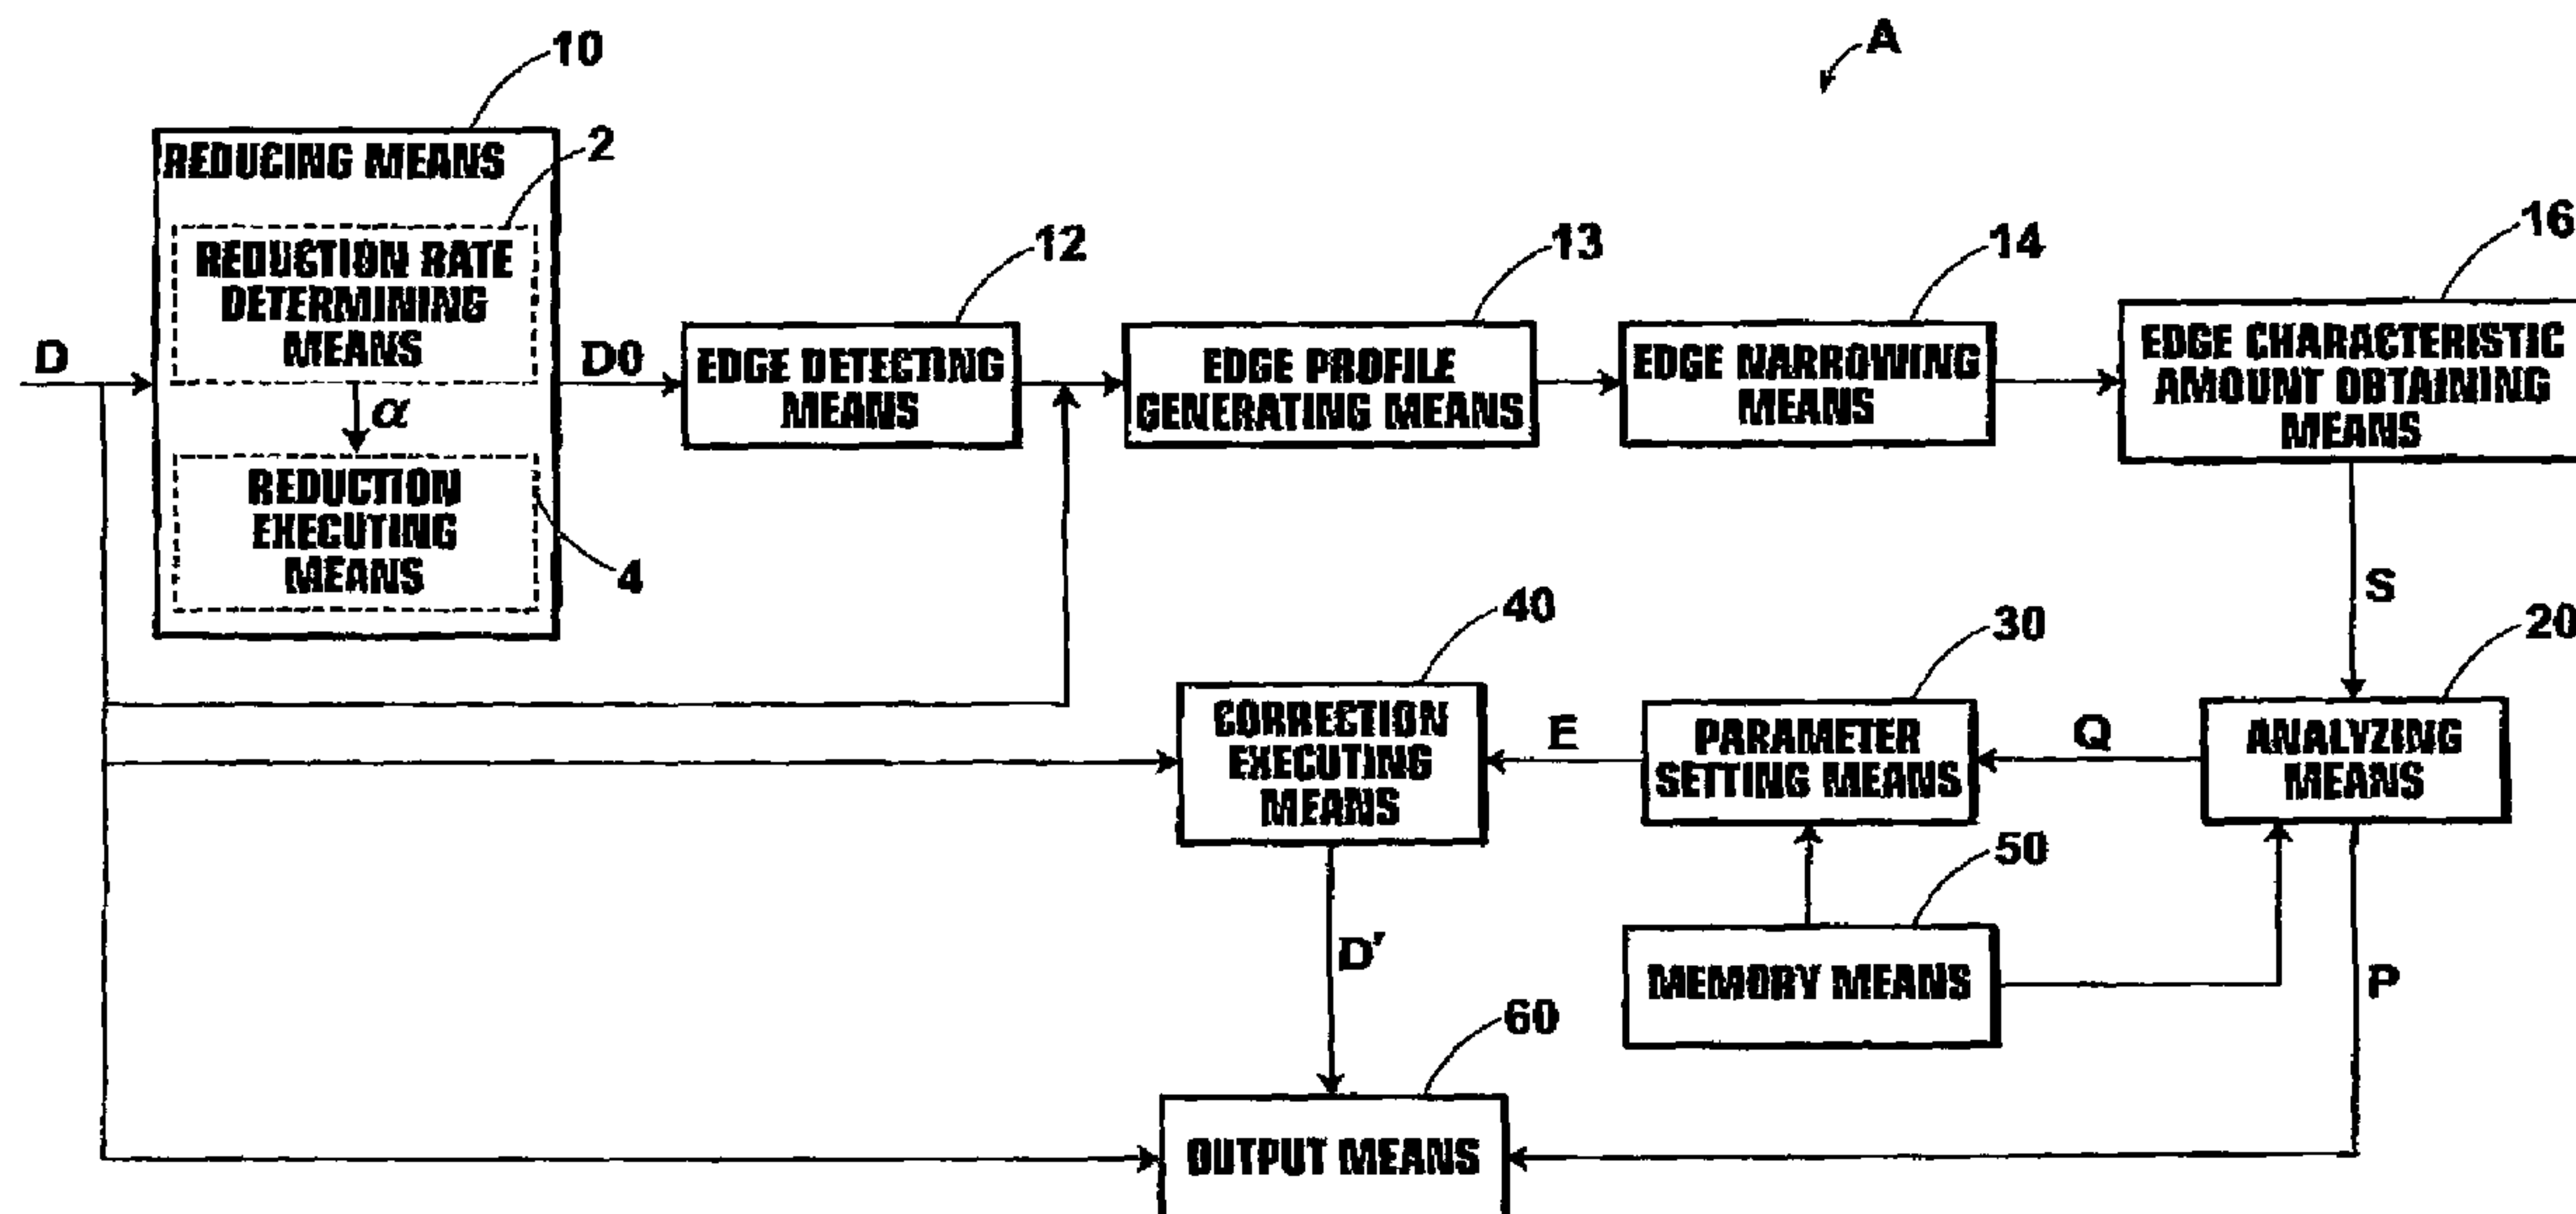 A
10
REDUCING MEANS
2
REDUCTION RATE
DETERMINING
MEANS
α
REDUCTION
EXECUTING
MEANS
4
D
D0
12
EDGE DETECTING
MEANS
13
EDGE PROFILE
GENERATING MEANS
14
EDGE NARROWING
MEANS
16
EDGE CHARACTERISTIC
AMOUNT OBTAINING
MEANS
S
20
ANALYZING
MEANS
Q
30
PARAMETER
SETTING MEANS
E
40
CORRECTION
EXECUTING
MEANS
50
MEMORY MEANS
P
D'
60
OUTPUT MEANS